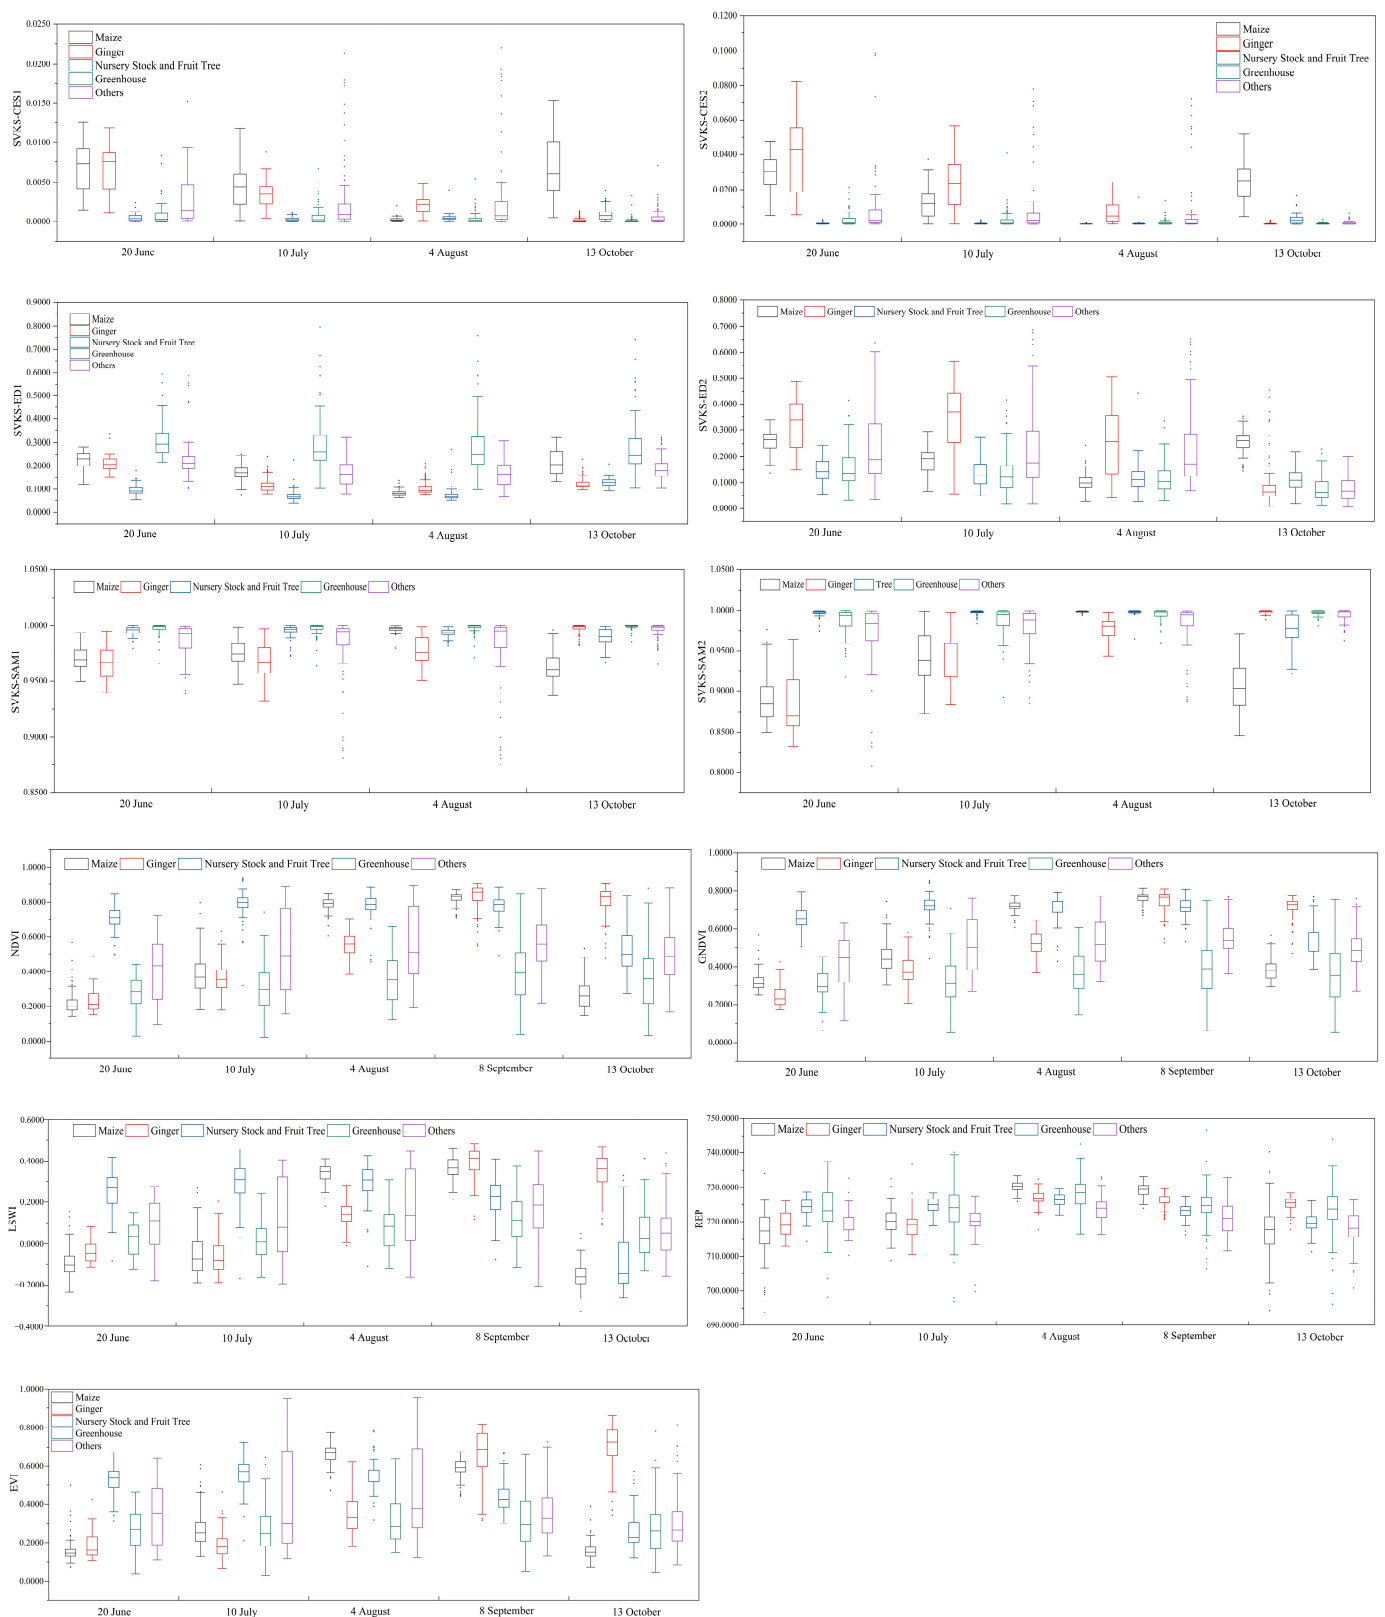 0.0250
0.0200
0.0150
0.0100
0.0050
0.0000
SVKS-CES1
Maize
Ginger
Nursery Stock and Fruit Tree
Greenhouse
Others
20 June
10 July
4 August
13 October
0.1200
0.1000
0.0800
0.0600
0.0400
0.0200
0.0000
SVKS-CES2
Maize
Ginger
Nursery Stock and Fruit Tree
Greenhouse
Others
20 June
10 July
4 August
13 October
0.9000
0.8000
0.7000
0.6000
0.5000
0.4000
0.3000
0.2000
0.1000
0.0000
SVKS-ED1
Maize
Ginger
Nursery Stock and Fruit Tree
Greenhouse
Others
20 June
10 July
4 August
13 October
0.8000
0.7000
0.6000
0.5000
0.4000
0.3000
0.2000
0.1000
0.0000
SVKS-ED2
Maize Ginger Nursery Stock and Fruit Tree Greenhouse Others
20 June
10 July
4 August
13 October
1.0500
1.0000
0.9500
0.9000
0.8500
SVKS-SAM1
Maize Ginger Nursery Stock and Fruit Tree Greenhouse Others
20 June
10 July
4 August
13 October
1.0500
1.0000
0.9500
0.9000
0.8500
0.8000
SVKS-SAM2
Maize Ginger Tree Greenhouse Others
20 June
10 July
4 August
13 October
1.0000
0.8000
0.6000
0.4000
0.2000
0.0000
NDVI
Maize Ginger Nursery Stock and Fruit Tree Greenhouse Others
20 June
10 July
4 August
8 September
13 October
1.0000
0.8000
0.6000
0.4000
0.2000
0.0000
GNDVI
Maize Ginger Nursery Stock and Fruit Tree Greenhouse Others
20 June
10 July
4 August
8 September
13 October
0.6000
0.4000
0.2000
0.0000
−0.2000
−0.4000
LSWI
Maize Ginger Nursery Stock and Fruit Tree Greenhouse Others
20 June
10 July
4 August
8 September
13 October
750.0000
740.0000
730.0000
720.0000
710.0000
700.0000
690.0000
REP
Maize Ginger Nursery Stock and Fruit Tree Greenhouse Others
20 June
10 July
4 August
8 September
13 October
1.0000
0.8000
0.6000
0.4000
0.2000
0.0000
EVI
Maize
Ginger
Nursery Stock and Fruit Tree
Greenhouse
Others
20 June
10 July
4 August
8 September
13 October